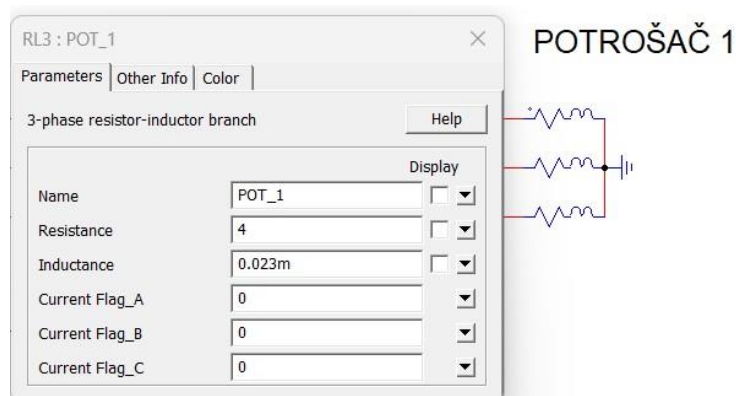 RL3 : POT_1
POTROŠAČ 1
Parameters Other Info Color
3-phase resistor-inductor branch Help
Display
Name POT_1
Resistance 4
Inductance 0.023m
Current Flag_A 0
Current Flag_B 0
Current Flag_C 0